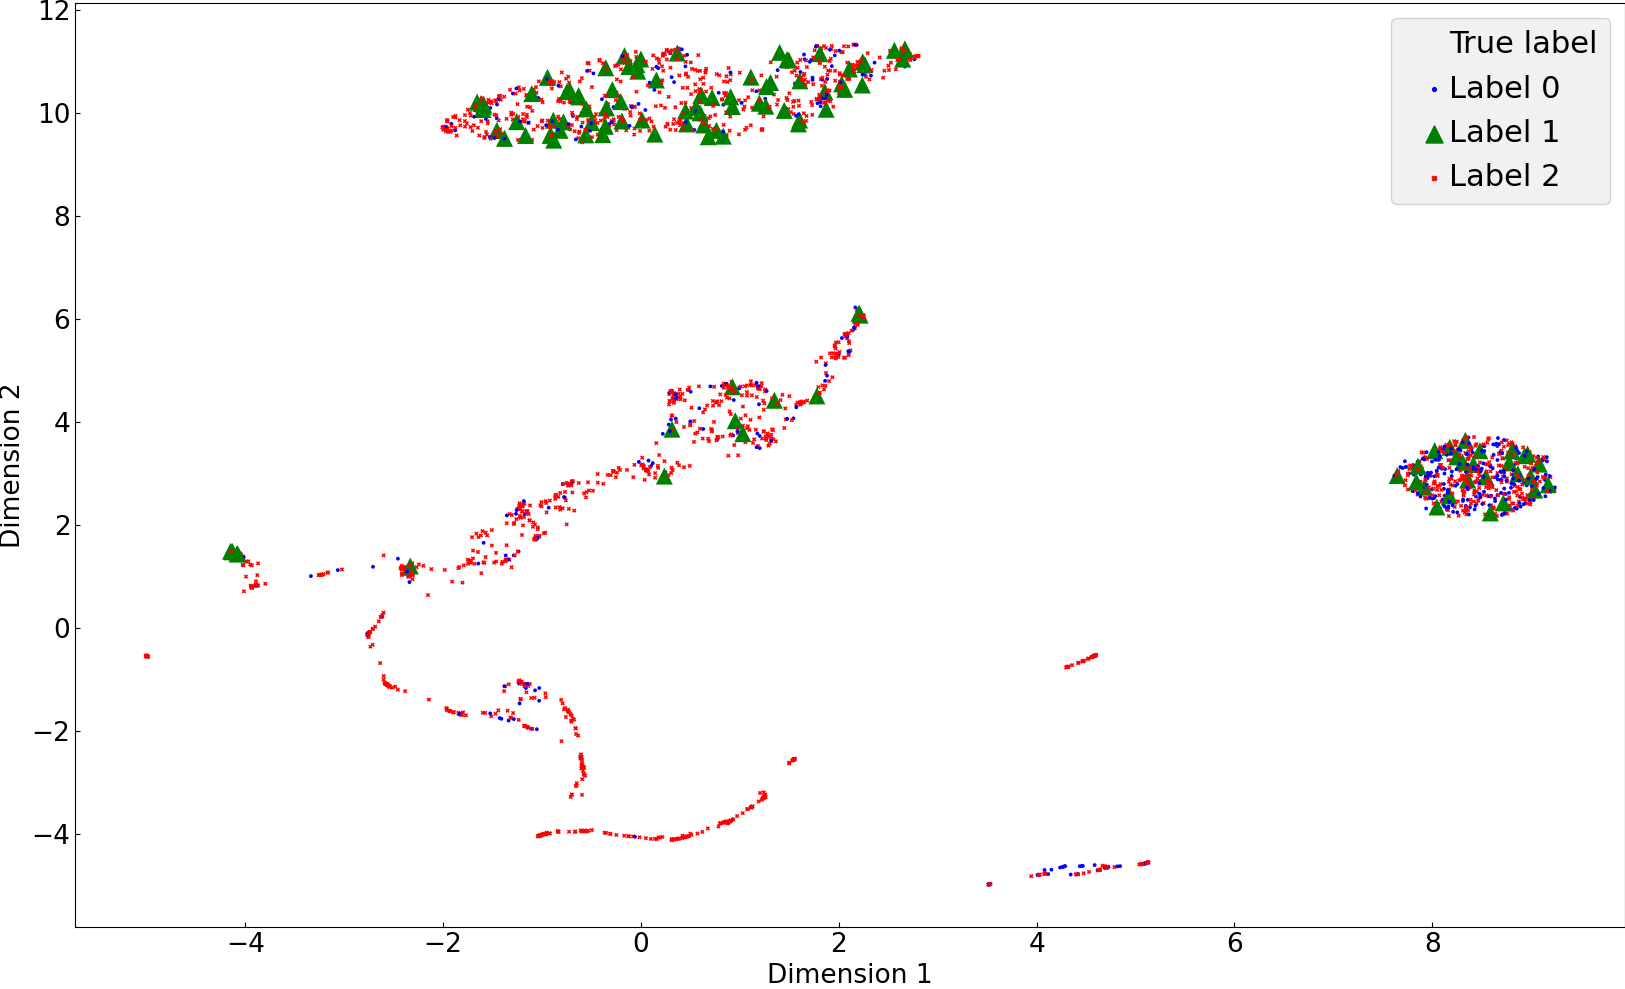 True label
Label 0
Label 1
Label 2
12
10
8
6
4
2
0
−2
−4
Dimension 2
−4 −2 0 2 4 6 8
Dimension 1